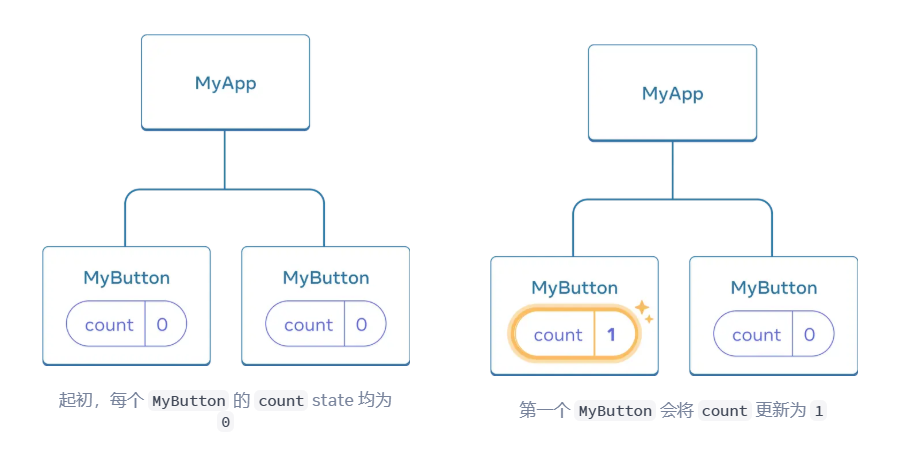 MyApp
MyButton
count 0
MyButton
count 0
起初，每个 MyButton 的 count state 均为
0
MyApp
MyButton
count 1
MyButton
count 0
第一个 MyButton 会将 count 更新为 1